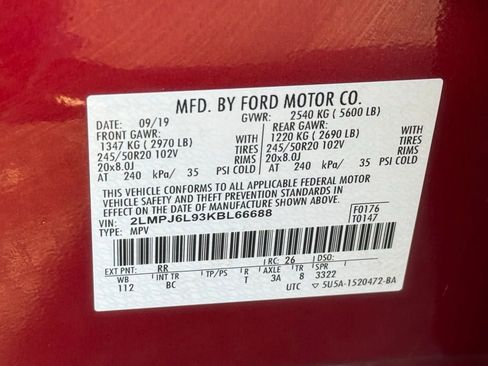 MFD. BY FORD MOTOR CO.
DATE: 09/19 GVWR: 2540 KG ( 5600 LB)
FRONT GAWR: REAR GAWR:
1347 KG ( 2970 LB) WITH 1220 KG ( 2690 LB) WITH
245/50R20 102V TIRES 245/50R20 102V TIRES
20x8.0J RIMS 20x8.0J RIMS
AT 240 kPa/ 35 PSI COLD AT 240 kPa/ 35 PSI COLD
THIS VEHICLE CONFORMS TO ALL APPLICABLE FEDERAL MOTOR
VEHICLE SAFETY AND THEFT PREVENTION STANDARDS IN
EFFECT ON THE DATE OF MANUFACTURE SHOWN ABOVE.
VIN: 2LMPJ6L93KBL66688 F0176
TYPE: MPV T0147
EXT PNT: RR RC: 26 DSO:
WB INT TR TP/PS R AXLE TR SPR
112 BC T 3A 8 3322
UTC ▽ 5U5A-1520472-BA